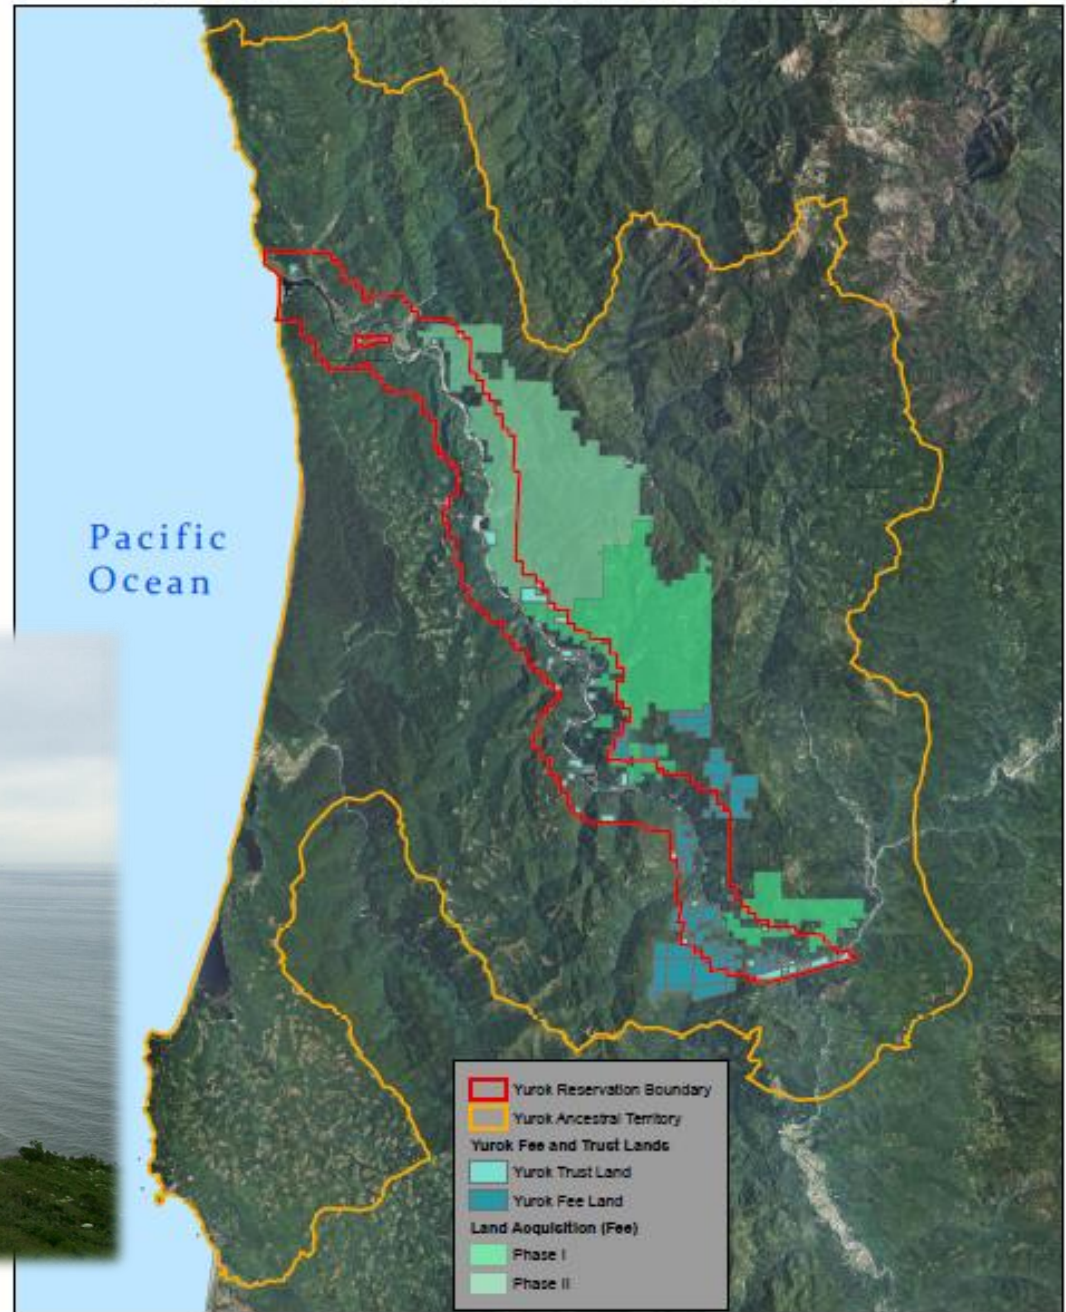 Pacific
Ocean
Yurok Reservation Boundary
Yurok Ancestral Territory
Yurok Fee and Trust Lands
Yurok Trust Land
Yurok Fee Land
Land Acquisition (Fee)
Phase I
Phase II